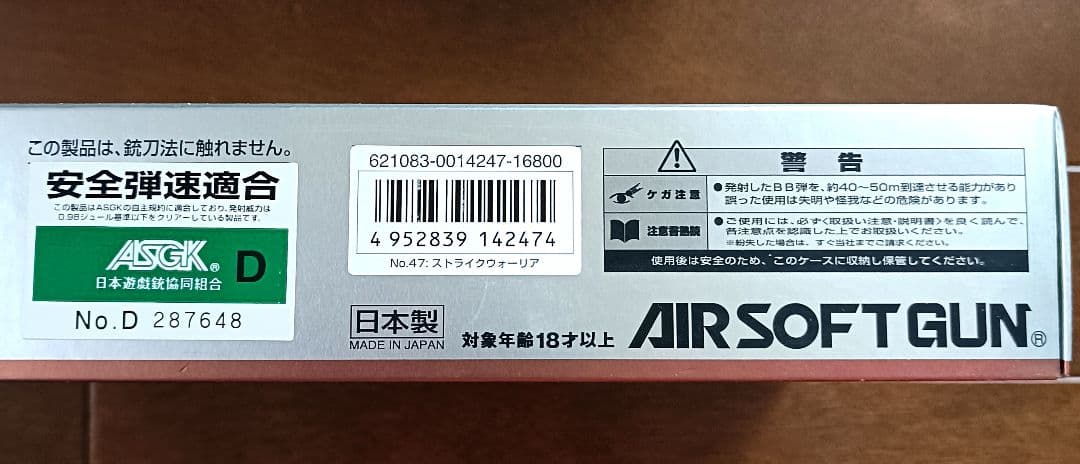 この製品は、銃刀法に触れません。
安全弾速適合
この製品はASGKの自主規約に適合しており、発射威力は
0.98ジュール基準以下をクリアーしている製品です。
ASGK® D
日本遊戯銃協同組合
No.D 287648
621083-0014247-16800
4 952839 142474
No.47: ストライクウォーリア
日本製
MADE IN JAPAN
対象年齢18才以上
警告
ケガ注意
●発射したBB弾を、約40〜50m到達させる能力があり
誤った使用は失明や怪我などの危険があります。
注意書熟読
●ご使用には、必ず<取扱い注意・説明書>を良く読んで、
各注意点を認識した上でお取扱いください。
※紛失した場合は、すぐ当社までご請求ください。
使用後は安全のため、このケースに収納し保管してください。
AIRSOFT GUN®